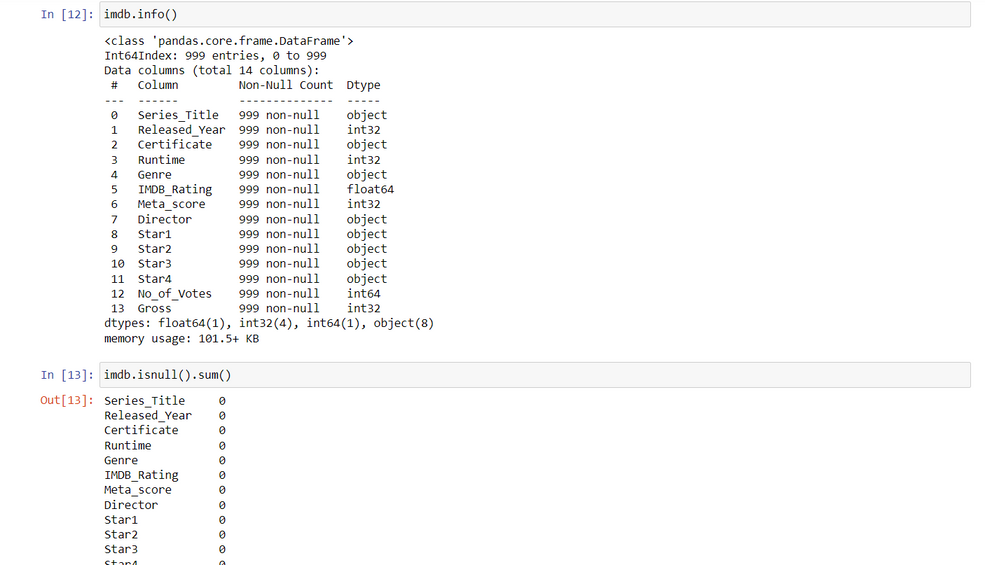 In [12]: imdb.info()
<class 'pandas.core.frame.DataFrame'>
Int64Index: 999 entries, 0 to 999
Data columns (total 14 columns):
# Column Non-Null Count Dtype
--- ------ -------------- -----
0 Series_Title 999 non-null object
1 Released_Year 999 non-null int32
2 Certificate 999 non-null object
3 Runtime 999 non-null int32
4 Genre 999 non-null object
5 IMDB_Rating 999 non-null float64
6 Meta_score 999 non-null int32
7 Director 999 non-null object
8 Star1 999 non-null object
9 Star2 999 non-null object
10 Star3 999 non-null object
11 Star4 999 non-null object
12 No_of_Votes 999 non-null int64
13 Gross 999 non-null int32
dtypes: float64(1), int32(4), int64(1), object(8)
memory usage: 101.5+ KB
In [13]: imdb.isnull().sum()
Out[13]: Series_Title 0
Released_Year 0
Certificate 0
Runtime 0
Genre 0
IMDB_Rating 0
Meta_score 0
Director 0
Star1 0
Star2 0
Star3 0
Star4 0